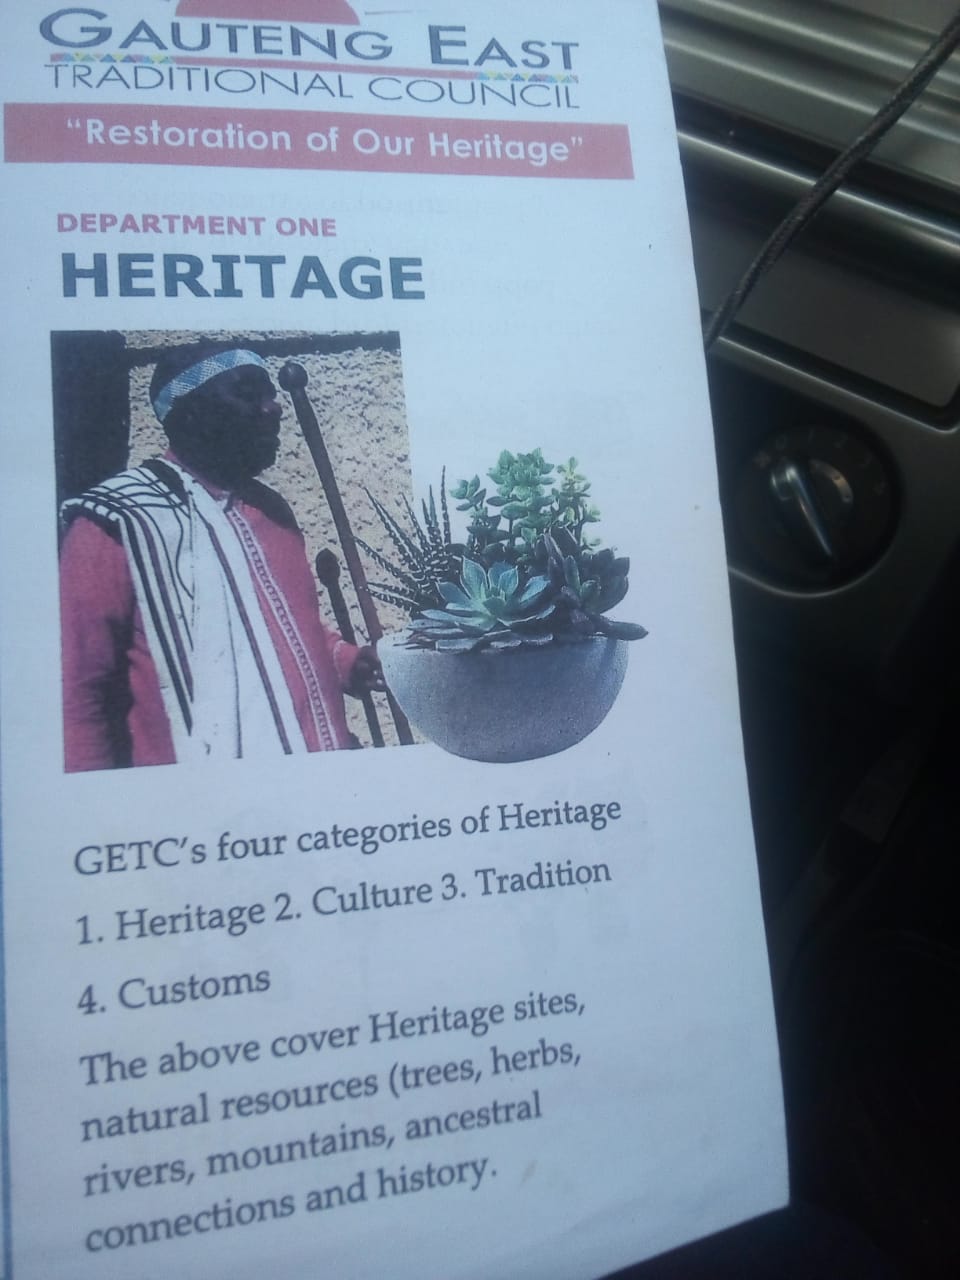 GAUTENG EAST
TRADITIONAL COUNCIL
"Restoration of Our Heritage"
DEPARTMENT ONE
HERITAGE
GETC's four categories of Heritage
1. Heritage 2. Culture 3. Tradition
4. Customs
The above cover Heritage sites,
natural resources (trees, herbs,
rivers, mountains, ancestral
connections and history.